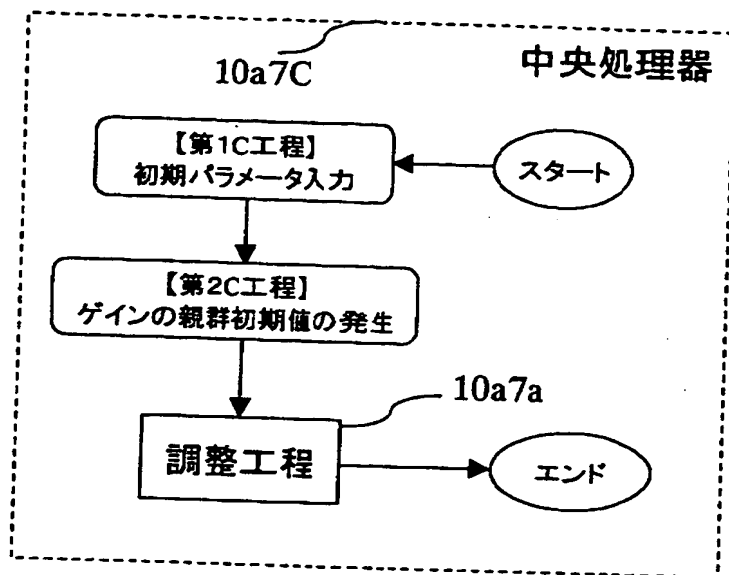 10a7C
中央処理器
【第1C工程】
初期パラメータ入力
スタート
【第2C工程】
ゲインの親群初期値の発生
10a7a
調整工程
エンド